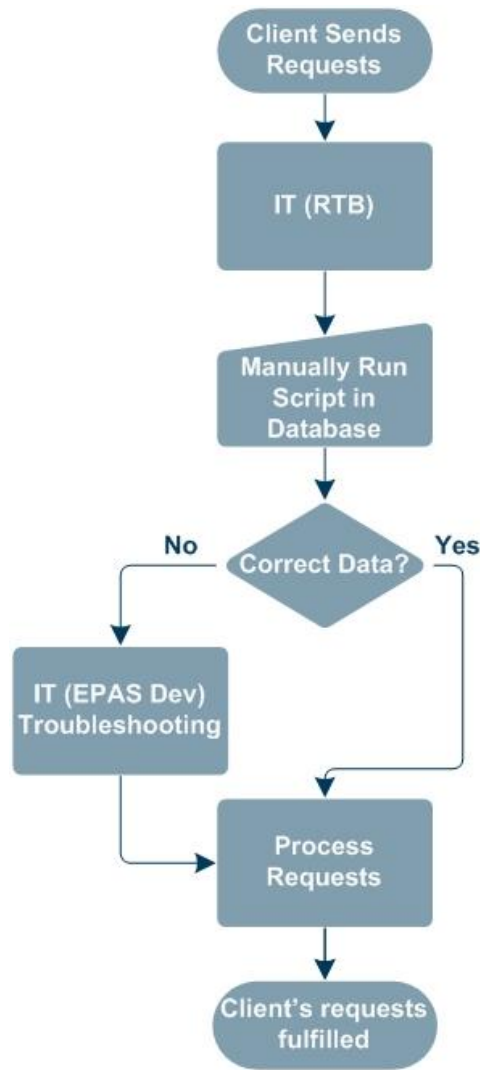 Client Sends
Requests
IT (RTB)
Manually Run
Script in
Database
No
Correct Data?
Yes
IT (EPAS Dev)
Troubleshooting
Process
Requests
Client's requests
fulfilled